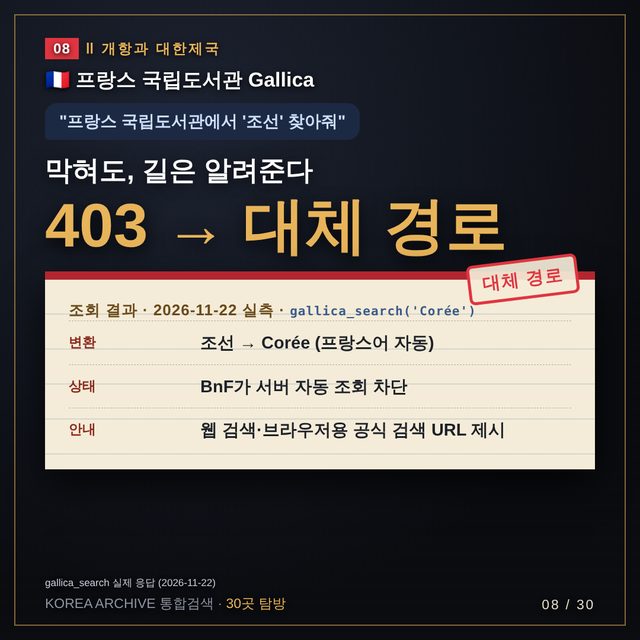 08 II 개항과 대한제국
🇫🇷 프랑스 국립도서관 Gallica
"프랑스 국립도서관에서 '조선' 찾아줘"
막혀도, 길은 알려준다
403 → 대체 경로
대체 경로
조회 결과 · 2026-11-22 실측 · gallica_search('Corée')
변환 조선 → Corée (프랑스어 자동)
상태 BnF가 서버 자동 조회 차단
안내 웹 검색·브라우저용 공식 검색 URL 제시
gallica_search 실제 응답 (2026-11-22)
KOREA ARCHIVE 통합검색 · 30곳 탐방
08 / 30